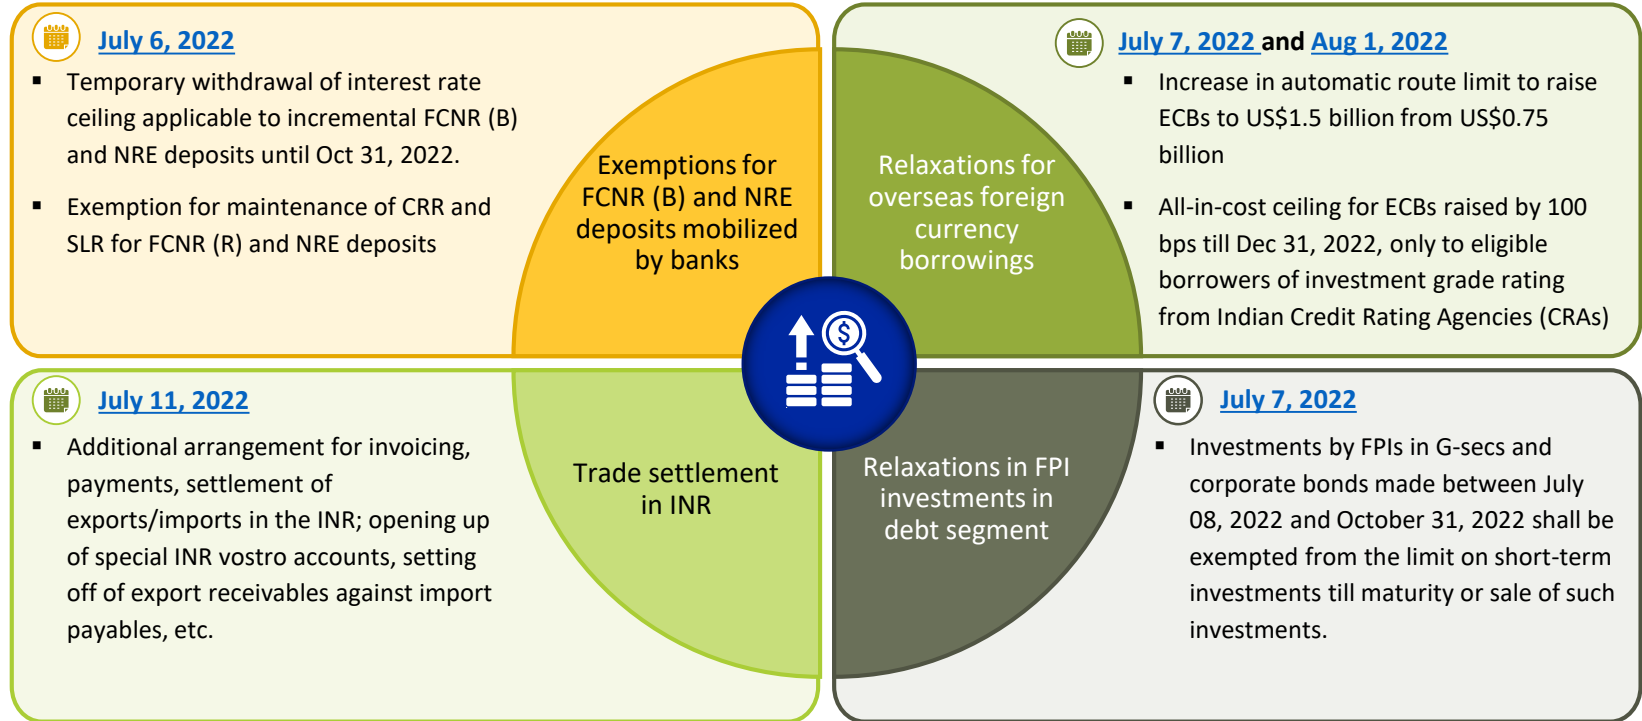 July 6, 2022
▪ Temporary withdrawal of interest rate
ceiling applicable to incremental FCNR (B)
and NRE deposits until Oct 31, 2022.
▪ Exemption for maintenance of CRR and
SLR for FCNR (R) and NRE deposits
Exemptions for
FCNR (B) and NRE
deposits mobilized
by banks
July 7, 2022 and Aug 1, 2022
▪ Increase in automatic route limit to raise
ECBs to US$1.5 billion from US$0.75
billion
▪ All-in-cost ceiling for ECBs raised by 100
bps till Dec 31, 2022, only to eligible
borrowers of investment grade rating
from Indian Credit Rating Agencies (CRAs)
Relaxations for
overseas foreign
currency
borrowings
$
July 11, 2022
▪ Additional arrangement for invoicing,
payments, settlement of
exports/imports in the INR; opening up
of special INR vostro accounts, setting
off of export receivables against import
payables, etc.
Trade settlement
in INR
Relaxations in FPI
investments in
debt segment
July 7, 2022
▪ Investments by FPIs in G-secs and
corporate bonds made between July
08, 2022 and October 31, 2022 shall be
exempted from the limit on short-term
investments till maturity or sale of such
investments.